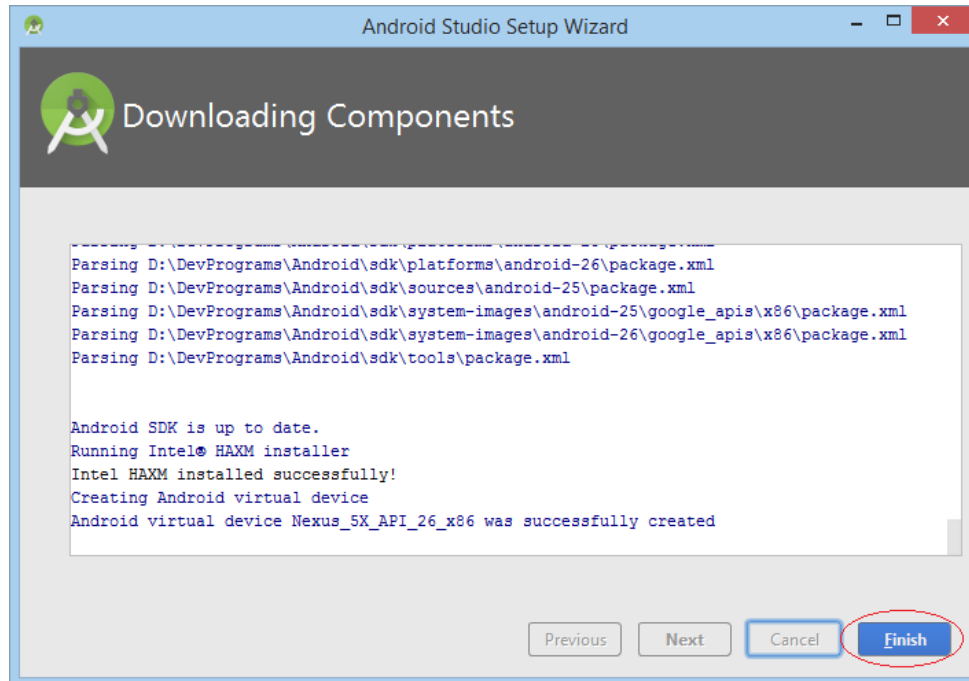 Android Studio Setup Wizard
Downloading Components
Parsing D:\DevPrograms\Android\sdk\platforms\android-26\package.xml
Parsing D:\DevPrograms\Android\sdk\sources\android-25\package.xml
Parsing D:\DevPrograms\Android\sdk\system-images\android-25\google_apis\x86\package.xml
Parsing D:\DevPrograms\Android\sdk\system-images\android-26\google_apis\x86\package.xml
Parsing D:\DevPrograms\Android\sdk\tools\package.xml
Android SDK is up to date.
Running Intel® HAXM installer
Intel HAXM installed successfully!
Creating Android virtual device
Android virtual device Nexus_5X_API_26_x86 was successfully created
Previous Next Cancel Finish